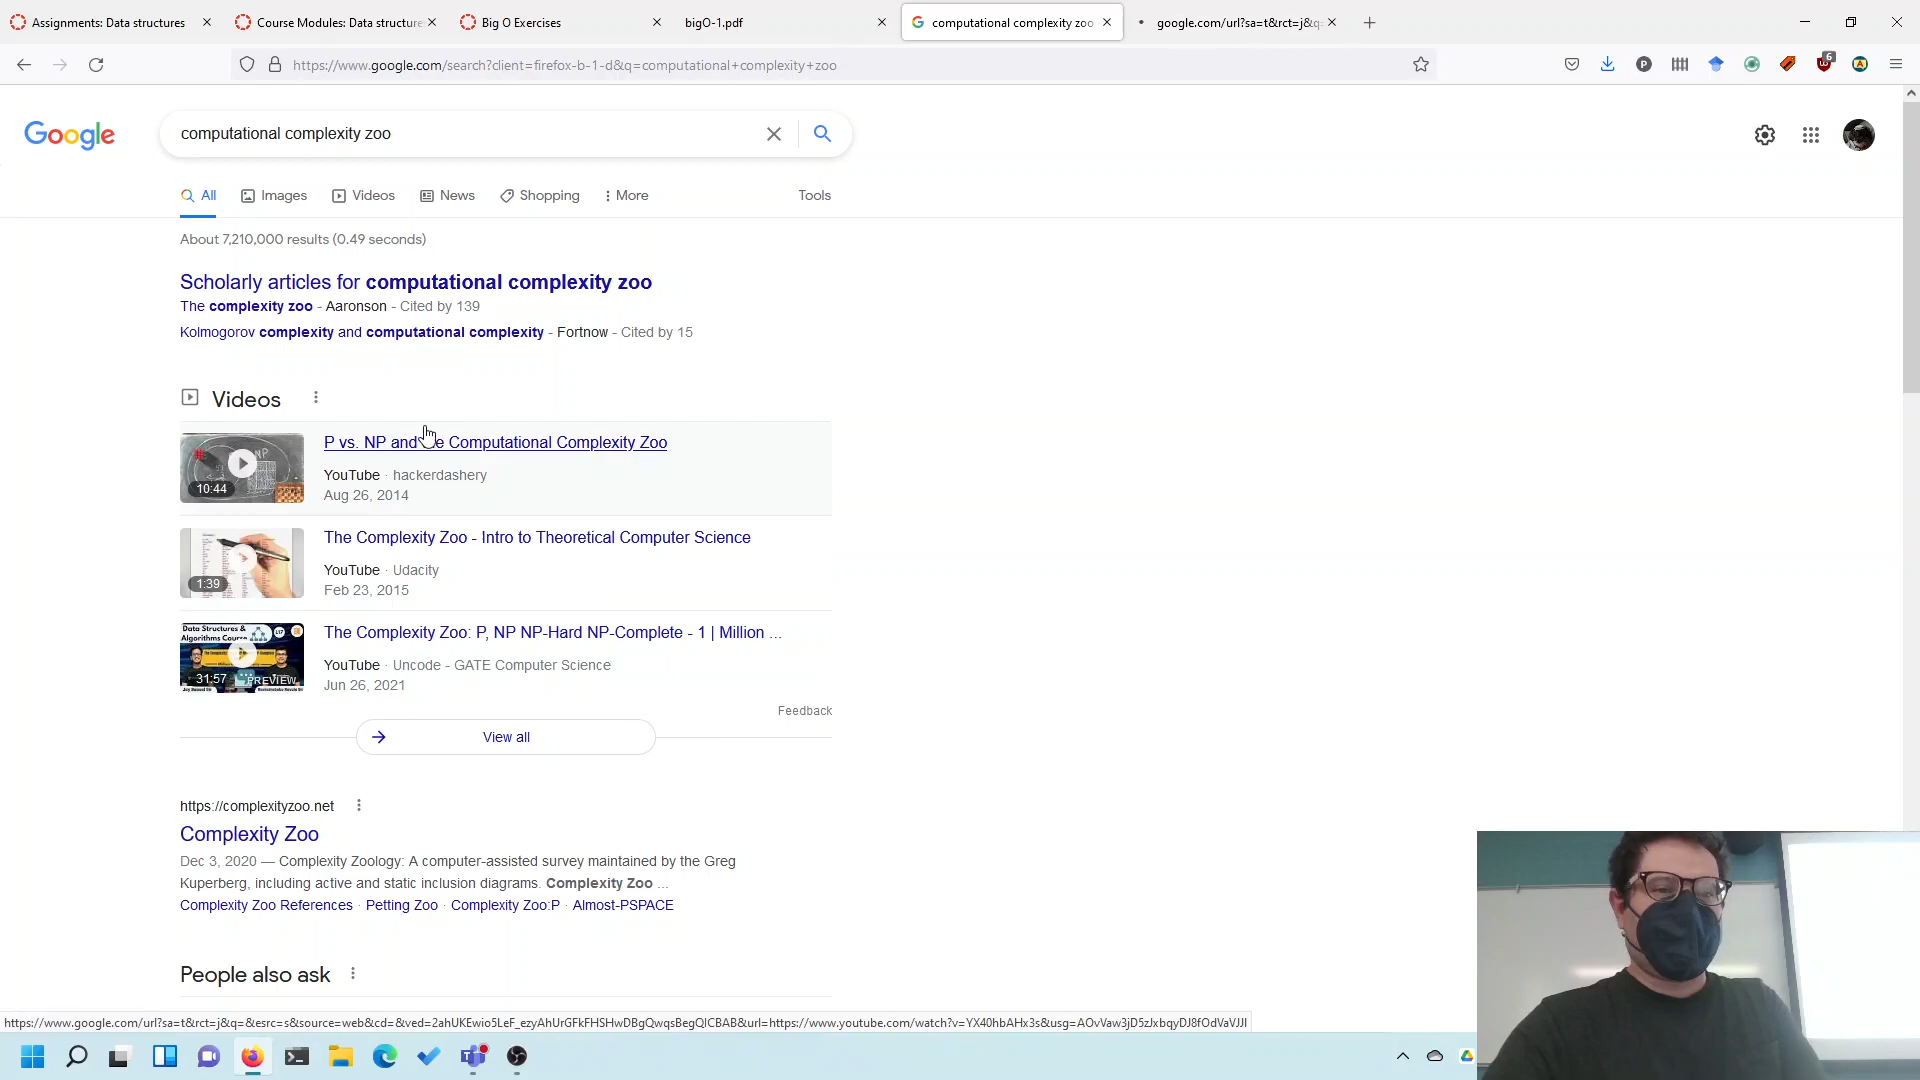 Assignments: Data structures
Course Modules: Data structure
Big O Exercises
bigO-1.pdf
computational complexity zoo
google.com/url?sa=t&rct=j&q=
https://www.google.com/search?client=firefox-b-1-d&q=computational+complexity+zoo
6
Google
computational complexity zoo
All
Images
Videos
News
Shopping
More
Tools
About 7,210,000 results (0.49 seconds)
Scholarly articles for computational complexity zoo
The complexity zoo - Aaronson - Cited by 139
Kolmogorov complexity and computational complexity - Fortnow - Cited by 15
Videos
P vs. NP and the Computational Complexity Zoo
10:44
YouTube · hackerdashery
Aug 26, 2014
The Complexity Zoo - Intro to Theoretical Computer Science
1:39
YouTube · Udacity
Feb 23, 2015
Data Structures &
Algorithms Course
The Complexity Zoo: P, NP NP-Hard NP-Complete - 1 | Million ...
31:57
PREVIEW
YouTube · Uncode - GATE Computer Science
Jun 26, 2021
Feedback
View all
https://complexityzoo.net
Complexity Zoo
Dec 3, 2020 — Complexity Zoology: A computer-assisted survey maintained by the Greg
Kuperberg, including active and static inclusion diagrams. Complexity Zoo ...
Complexity Zoo References · Petting Zoo · Complexity Zoo:P · Almost-PSPACE
People also ask
https://www.google.com/url?sa=t&rct=j&q=&esrc=s&source=web&cd=&ved=2ahUKEwio5LeF_ezyAhUrGFkFHSHwDBgQwqsBegQICBAB&url=https://www.youtube.com/watch?v=YX40hbAHx3s&usg=AOvVaw3jD5zJxbqyDJ8fOdVaVJJl